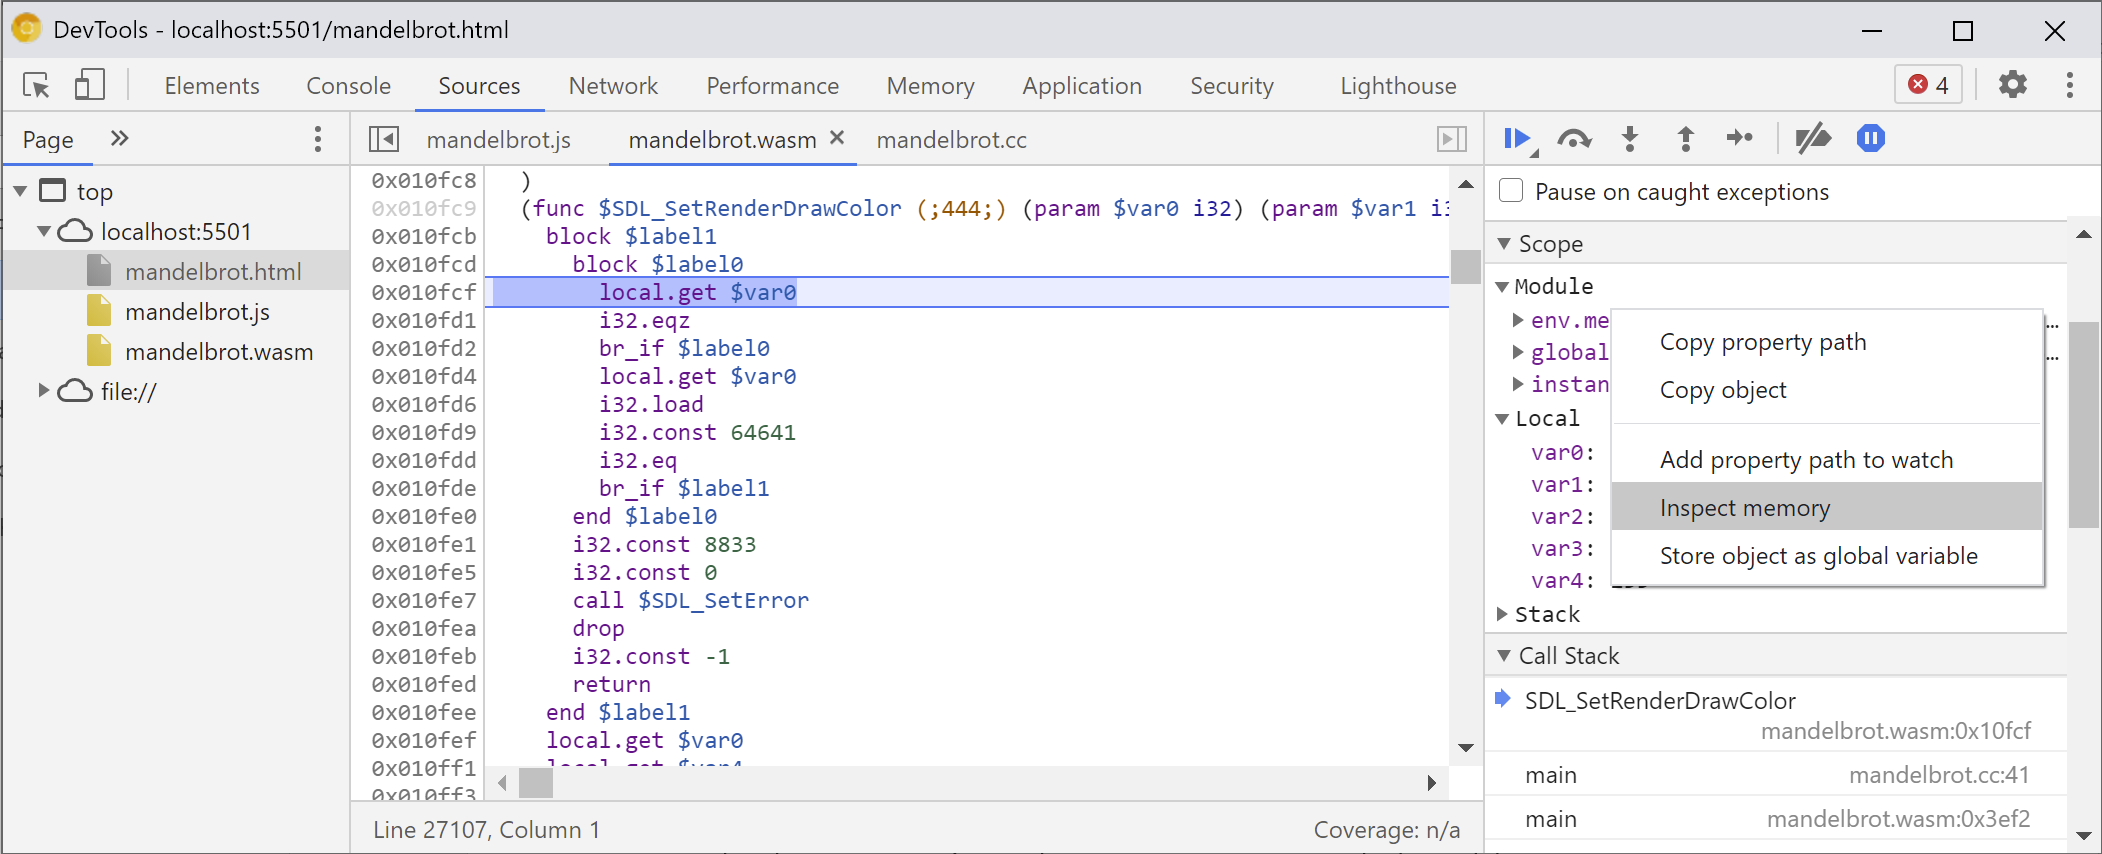 DevTools - localhost:5501/mandelbrot.html
Elements Console Sources Network Performance Memory Application Security Lighthouse 4
Page
top
localhost:5501
mandelbrot.html
mandelbrot.js
mandelbrot.wasm
file://
mandelbrot.js mandelbrot.wasm mandelbrot.cc
0x010fc8 )
0x010fc9 (func $SDL_SetRenderDrawColor (;444;) (param $var0 i32) (param $var1 i3
0x010fcb block $label1
0x010fcd block $label0
0x010fcf local.get $var0
0x010fd1 i32.eqz
0x010fd2 br_if $label0
0x010fd4 local.get $var0
0x010fd6 i32.load
0x010fd9 i32.const 64641
0x010fdd i32.eq
0x010fde br_if $label1
0x010fe0 end $label0
0x010fe1 i32.const 8833
0x010fe5 i32.const 0
0x010fe7 call $SDL_SetError
0x010fea drop
0x010feb i32.const -1
0x010fed return
0x010fee end $label1
0x010fef local.get $var0
0x010ff1 local.get $var4
0x010ff3
Line 27107, Column 1 Coverage: n/a
Pause on caught exceptions
Scope
Module
env.me …
global …
instan
Local
var0:
var1:
var2:
var3:
var4:
Stack
Copy property path
Copy object
Add property path to watch
Inspect memory
Store object as global variable
Call Stack
SDL_SetRenderDrawColor
mandelbrot.wasm:0x10fcf
main mandelbrot.cc:41
main mandelbrot.wasm:0x3ef2